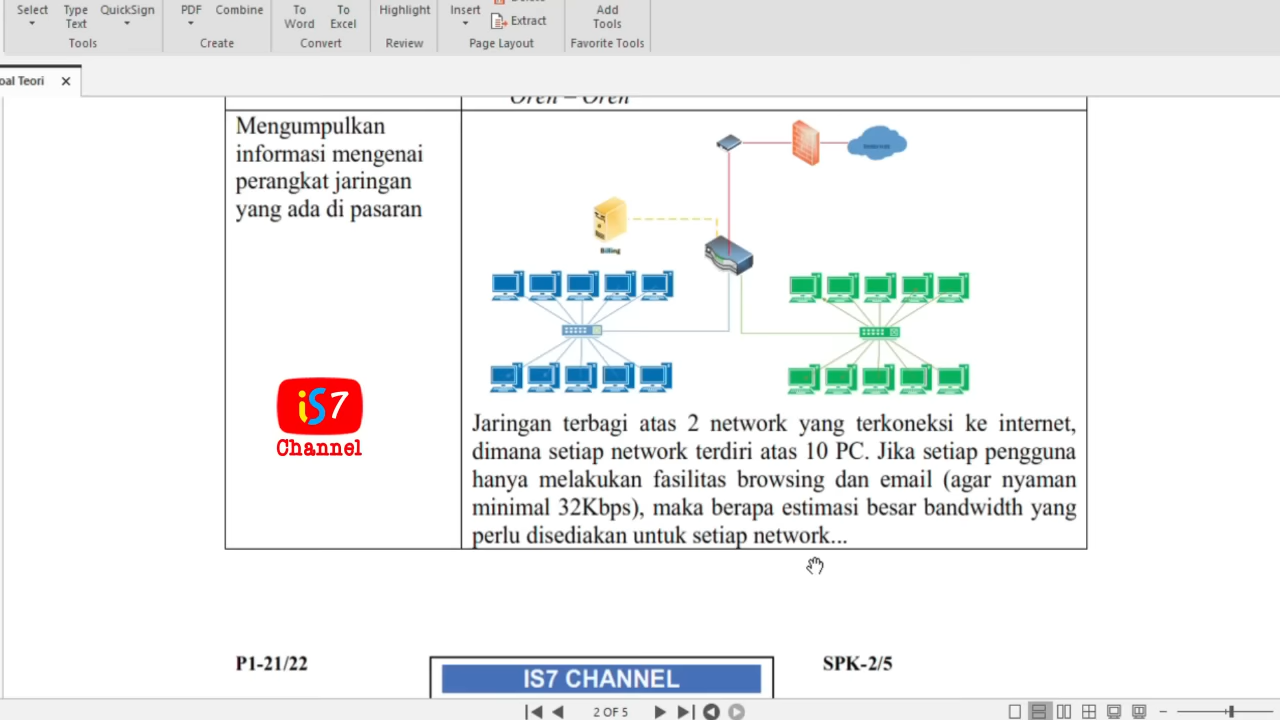 Select
Type
Text
QuickSign
PDF
Combine
To
Word
To
Excel
Highlight
Insert
Extract
Add
Tools
Tools
Create
Convert
Review
Page Layout
Favorite Tools
oal Teori
Oren – Oren
Mengumpulkan
informasi mengenai
perangkat jaringan
yang ada di pasaran
Billing
iS7
Channel
Jaringan terbagi atas 2 network yang terkoneksi ke internet,
dimana setiap network terdiri atas 10 PC. Jika setiap pengguna
hanya melakukan fasilitas browsing dan email (agar nyaman
minimal 32Kbps), maka berapa estimasi besar bandwidth yang
perlu disediakan untuk setiap network...
P1-21/22
SPK-2/5
IS7 CHANNEL
2 OF 5